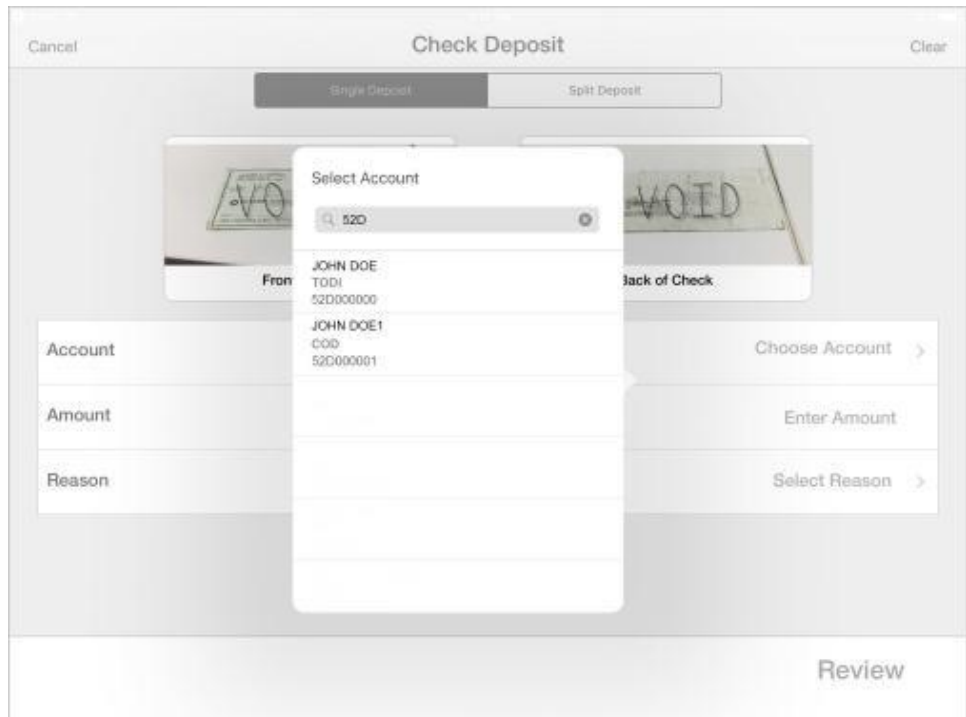 Cancel
Check Deposit
Clear
Single Deposit
Split Deposit
VO
VOID
Fron
Back of Check
Select Account
52D
JOHN DOE
TODI
52D000000
JOHN DOE1
COD
52D000001
Account
Choose Account
Amount
Enter Amount
Reason
Select Reason
Review